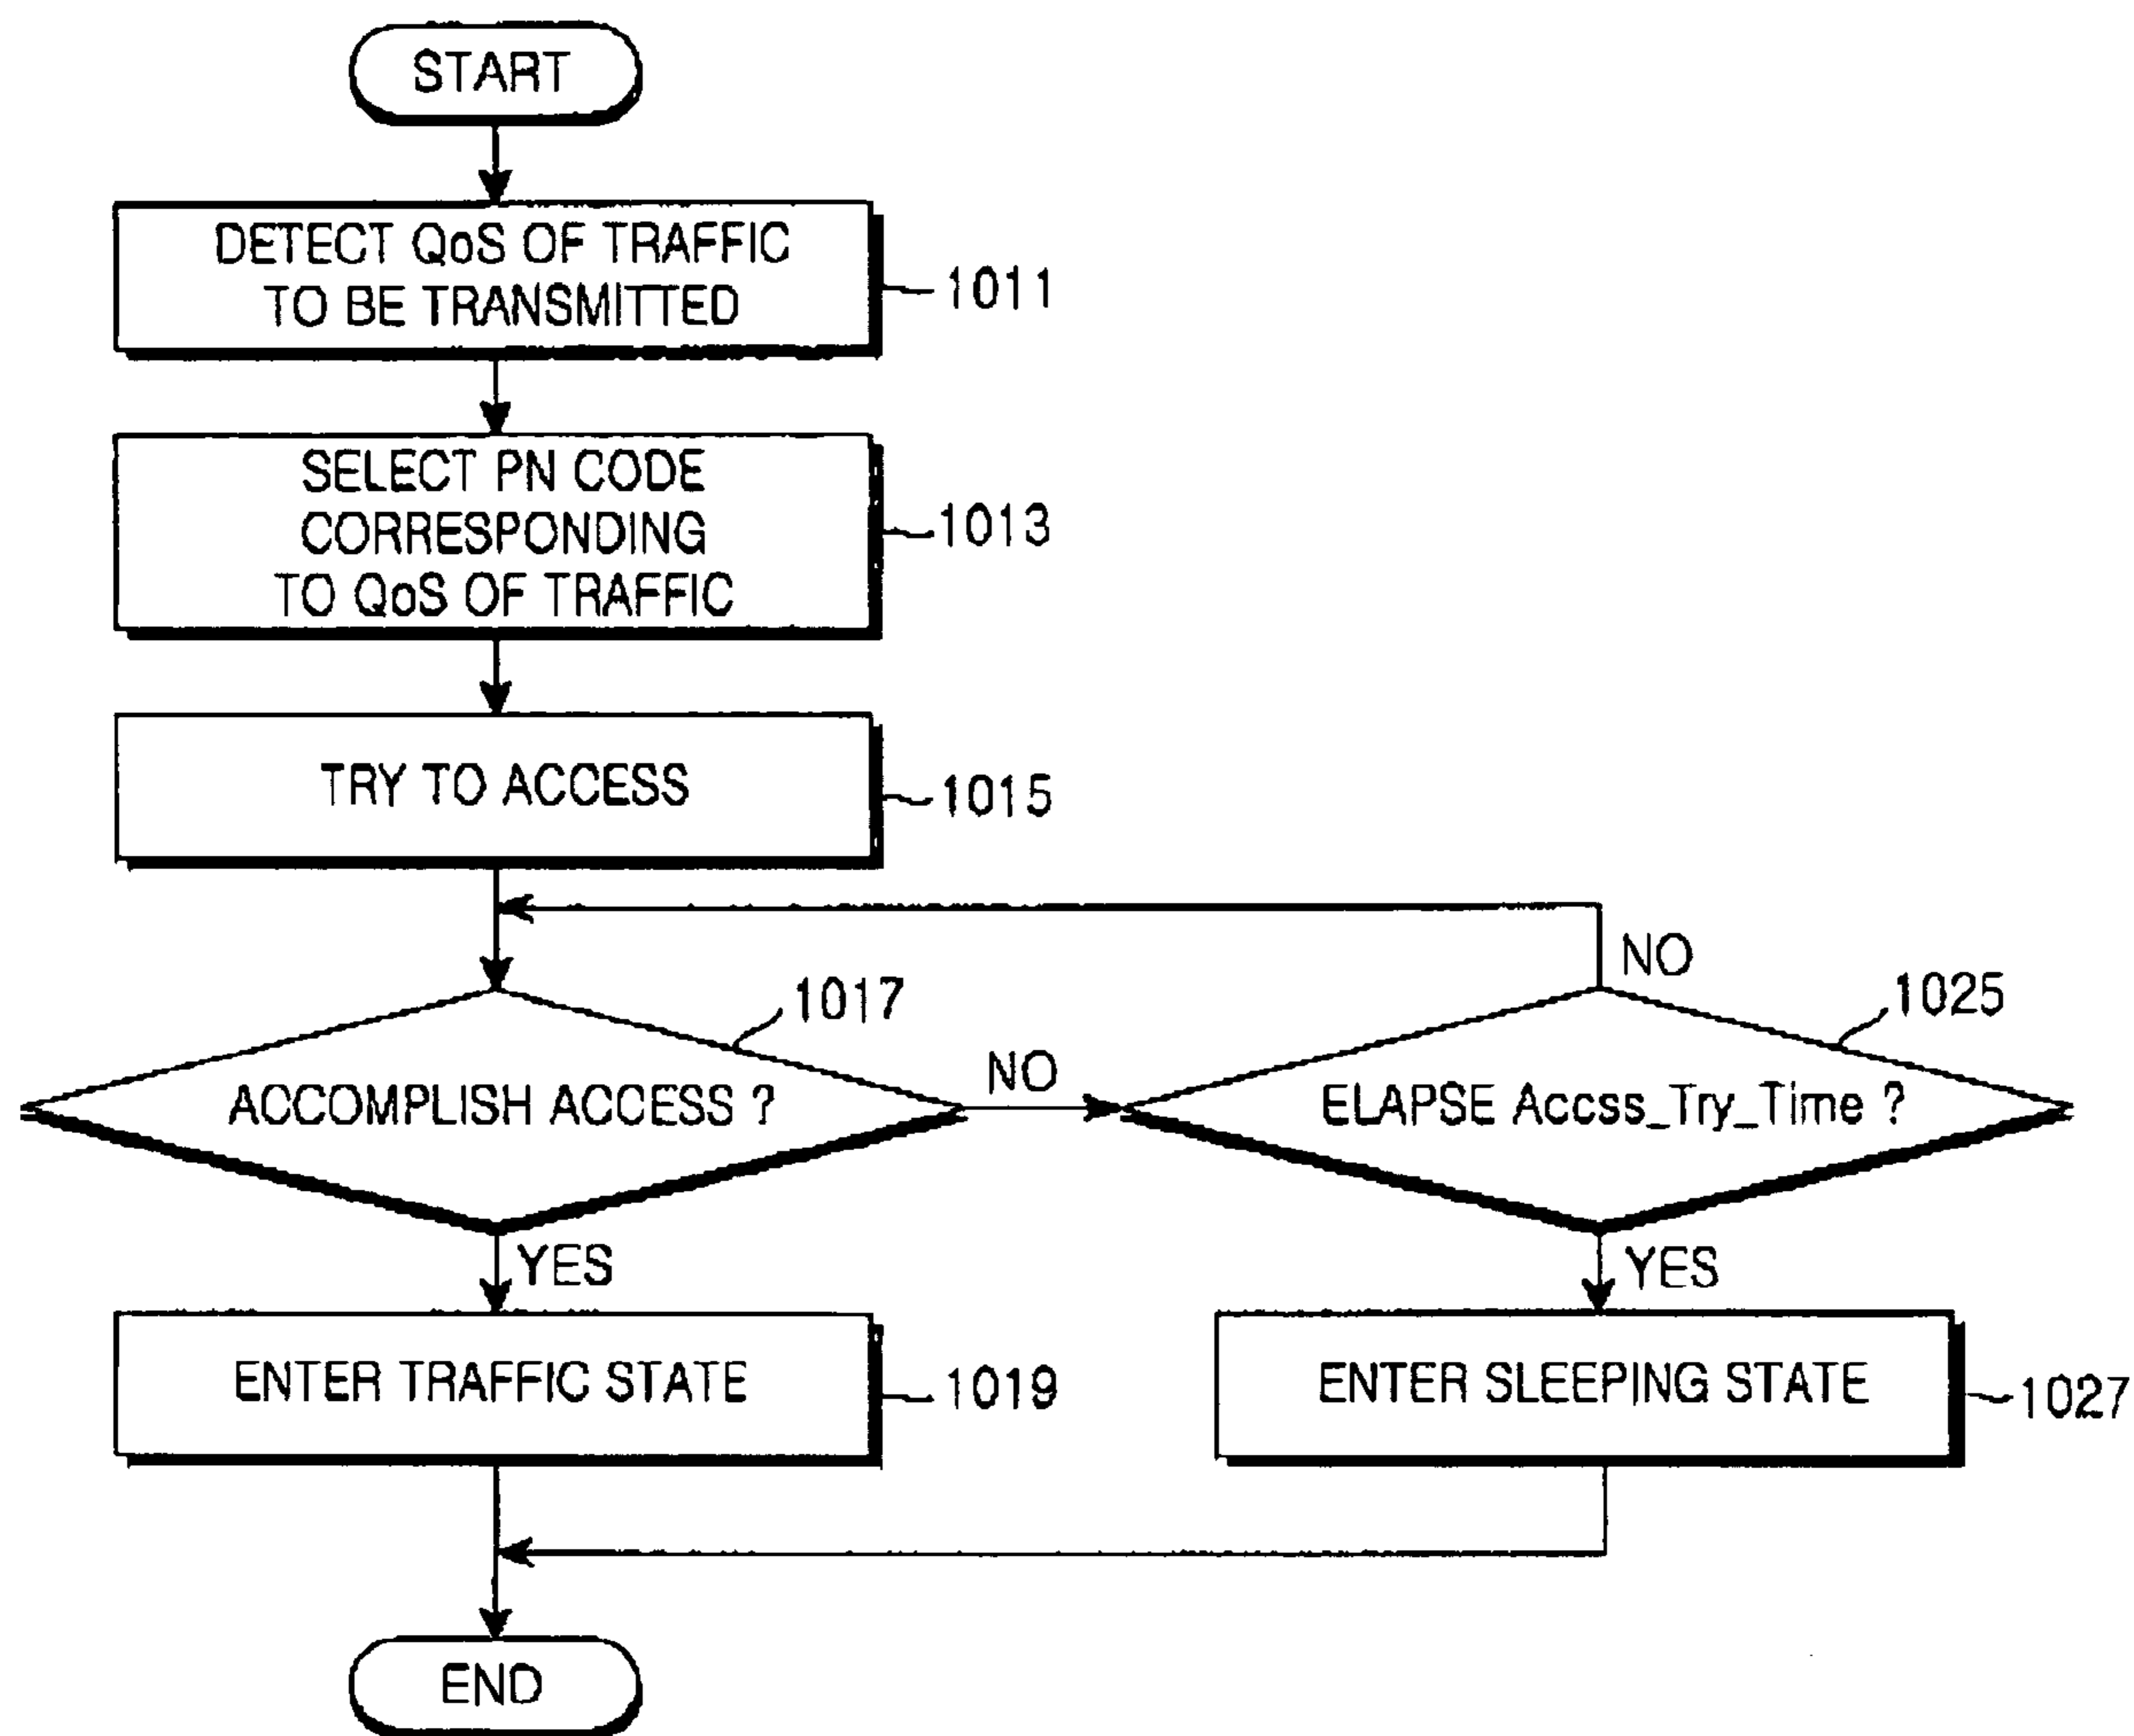 START
DETECT QoS OF TRAFFIC
TO BE TRANSMITTED
1011
SELECT PN CODE
CORRESPONDING
TO QoS OF TRAFFIC
1013
TRY TO ACCESS
1015
NO
1017
1025
ACCOMPLISH ACCESS ?
NO
ELAPSE Accss_Try_Time ?
YES
YES
ENTER TRAFFIC STATE
1019
ENTER SLEEPING STATE
1027
END